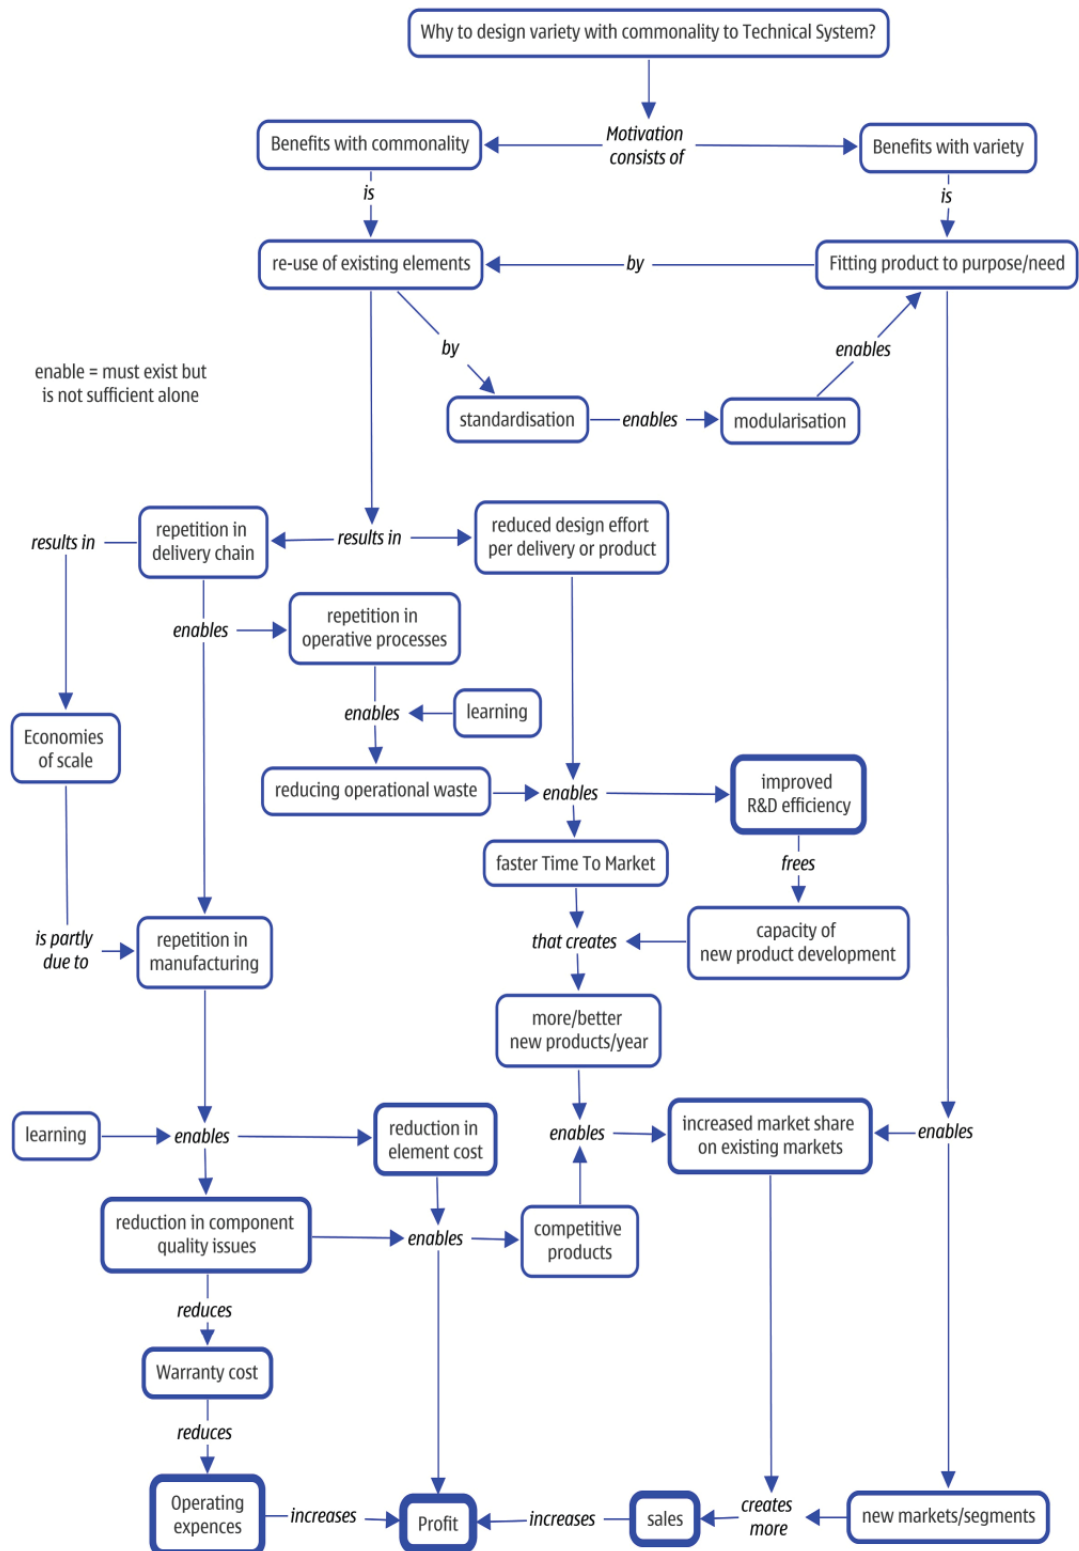 Why to design variety with commonality to Technical System?
Motivation
consists of
Benefits with commonality
Benefits with variety
is
is
re-use of existing elements
by
Fitting product to purpose/need
by
enables
enable = must exist but
is not sufficient alone
standardisation
enables
modularisation
results in
repetition in
delivery chain
results in
reduced design effort
per delivery or product
enables
repetition in
operative processes
enables
learning
Economies
of scale
reducing operational waste
enables
improved
R&D efficiency
faster Time To Market
frees
is partly
due to
repetition in
manufacturing
that creates
capacity of
new product development
more/better
new products/year
learning
enables
reduction in
element cost
enables
increased market share
on existing markets
enables
reduction in component
quality issues
enables
competitive
products
reduces
Warranty cost
reduces
Operating
expences
increases
Profit
increases
sales
creates
more
new markets/segments